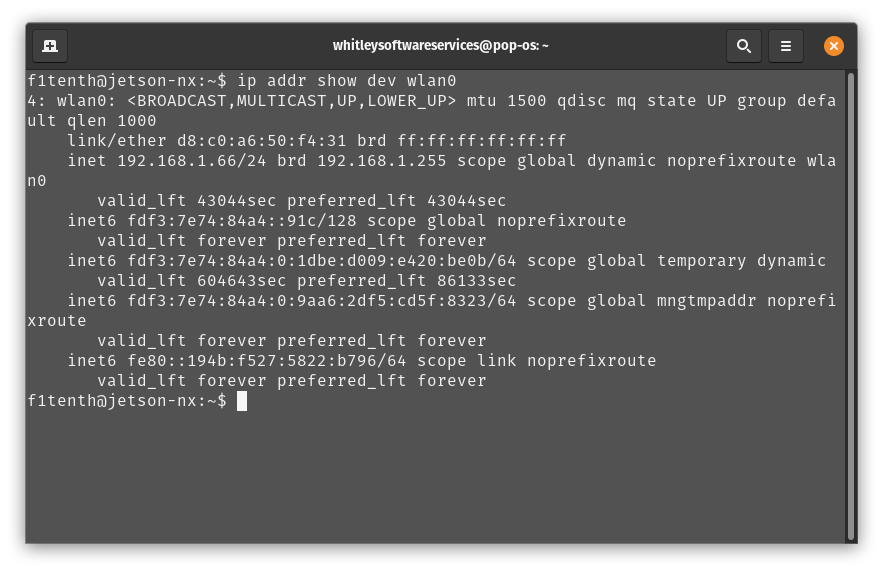 whitleysoftwareservices@pop-os: ~
f1tenth@jetson-nx:~$ ip addr show dev wlan0
4: wlan0: <BROADCAST,MULTICAST,UP,LOWER_UP> mtu 1500 qdisc mq state UP group defa
ult qlen 1000
    link/ether d8:c0:a6:50:f4:31 brd ff:ff:ff:ff:ff:ff
    inet 192.168.1.66/24 brd 192.168.1.255 scope global dynamic noprefixroute wla
n0
       valid_lft 43044sec preferred_lft 43044sec
    inet6 fdf3:7e74:84a4::91c/128 scope global noprefixroute
       valid_lft forever preferred_lft forever
    inet6 fdf3:7e74:84a4:0:1dbe:d009:e420:be0b/64 scope global temporary dynamic
       valid_lft 604643sec preferred_lft 86133sec
    inet6 fdf3:7e74:84a4:0:9aa6:2df5:cd5f:8323/64 scope global mngtmpaddr noprefi
xroute
       valid_lft forever preferred_lft forever
    inet6 fe80::194b:f527:5822:b796/64 scope link noprefixroute
       valid_lft forever preferred_lft forever
f1tenth@jetson-nx:~$